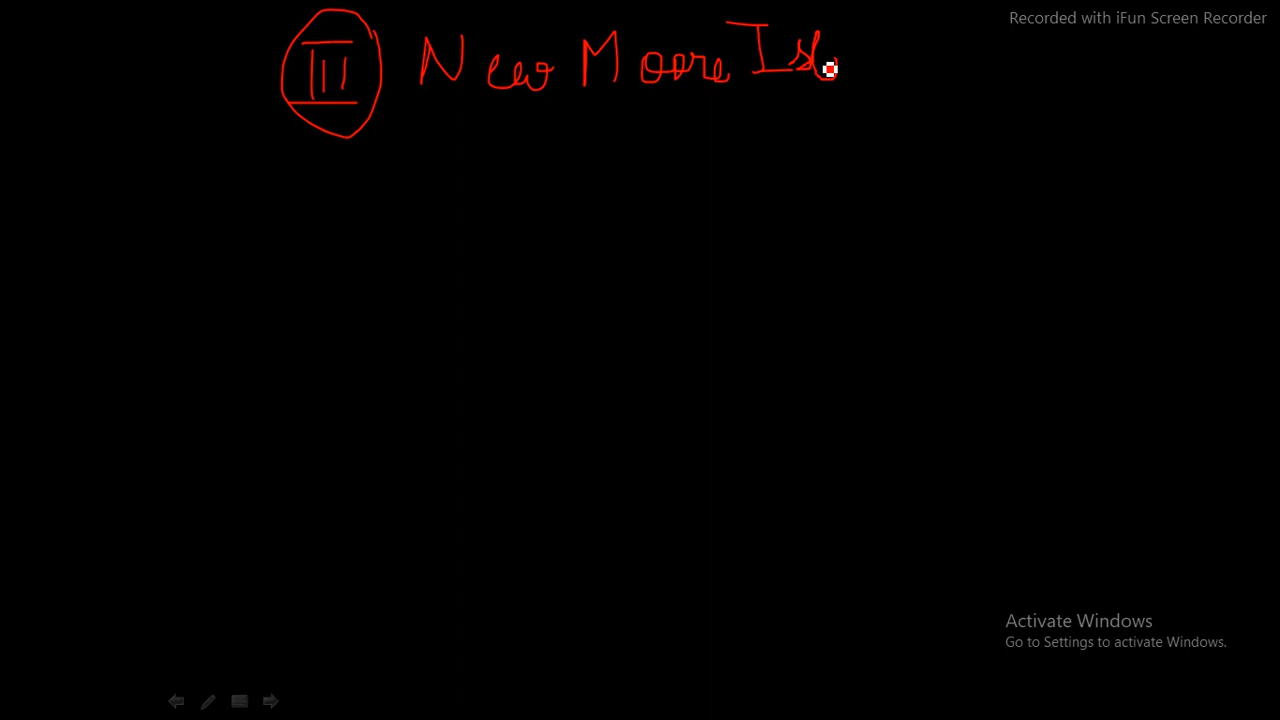 Recorded with iFun Screen Recorder
III New Moore Isl
Activate Windows
Go to Settings to activate Windows.